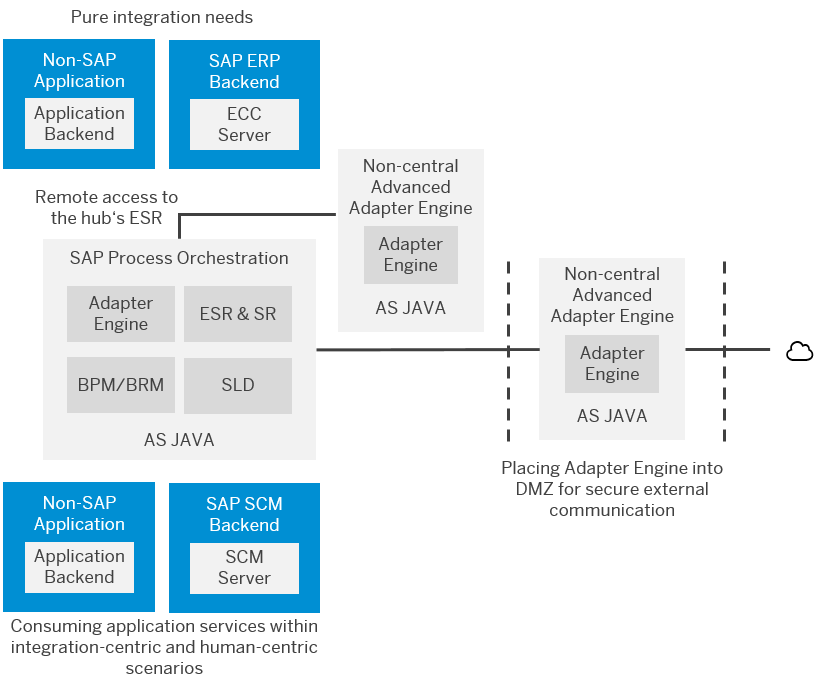 Pure integration needs
Non-SAP
Application
Application
Backend
SAP ERP
Backend
ECC
Server
Remote access to
the hub‘s ESR
Non-central
Advanced
Adapter Engine
Adapter
Engine
AS JAVA
SAP Process Orchestration
Adapter
Engine
ESR & SR
BPM/BRM
SLD
AS JAVA
Non-central
Advanced
Adapter Engine
Adapter
Engine
AS JAVA
Placing Adapter Engine into
DMZ for secure external
communication
Non-SAP
Application
Application
Backend
SAP SCM
Backend
SCM
Server
Consuming application services within
integration-centric and human-centric
scenarios